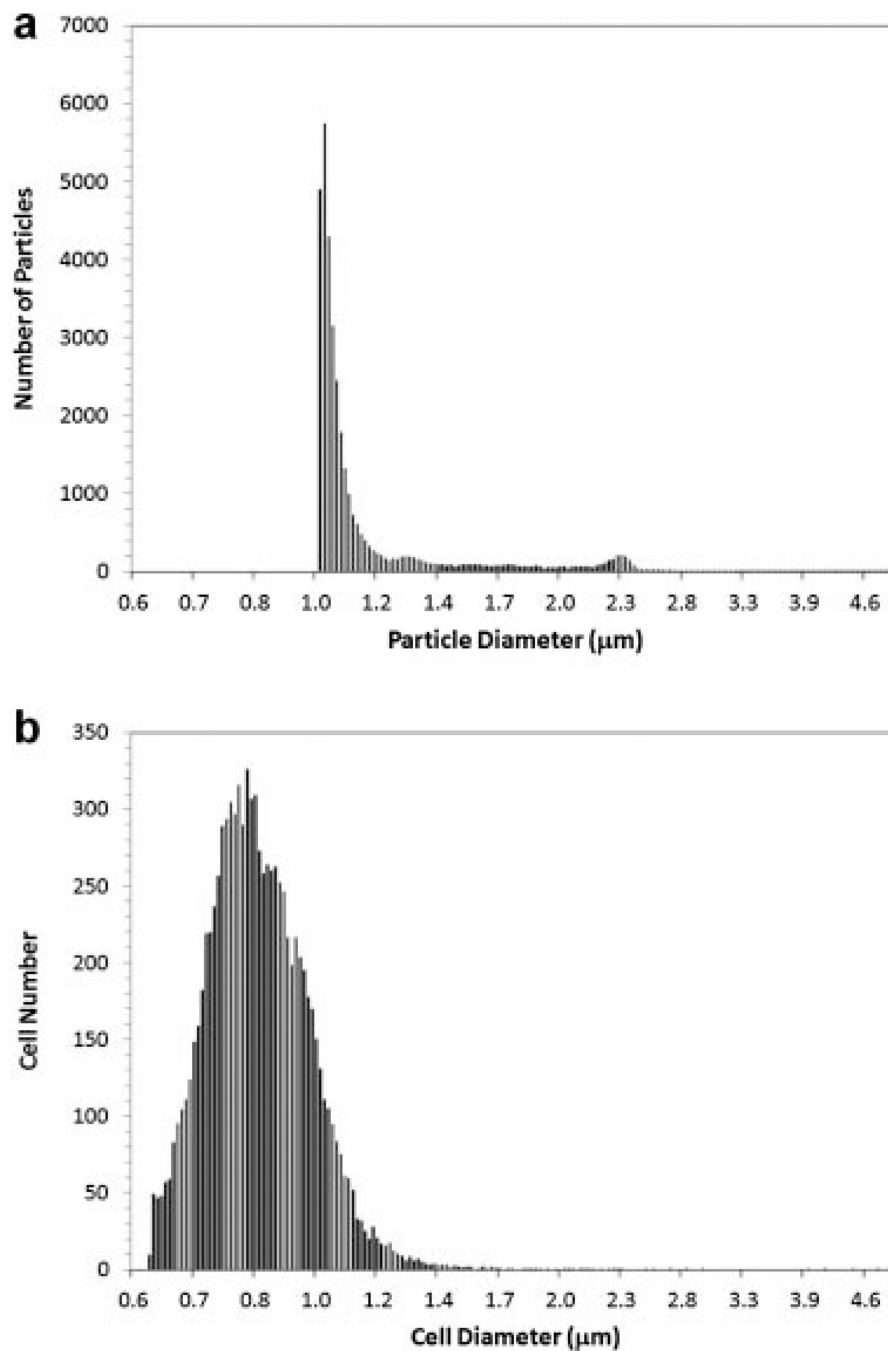 a
7000
6000
5000
4000
3000
2000
1000
0
Number of Particles
0.6 0.7 0.8 1.0 1.2 1.4 1.7 2.0 2.3 2.8 3.3 3.9 4.6
Particle Diameter (μm)
b
350
300
250
200
150
100
50
0
Cell Number
0.6 0.7 0.8 1.0 1.2 1.4 1.7 2.0 2.3 2.8 3.3 3.9 4.6
Cell Diameter (μm)